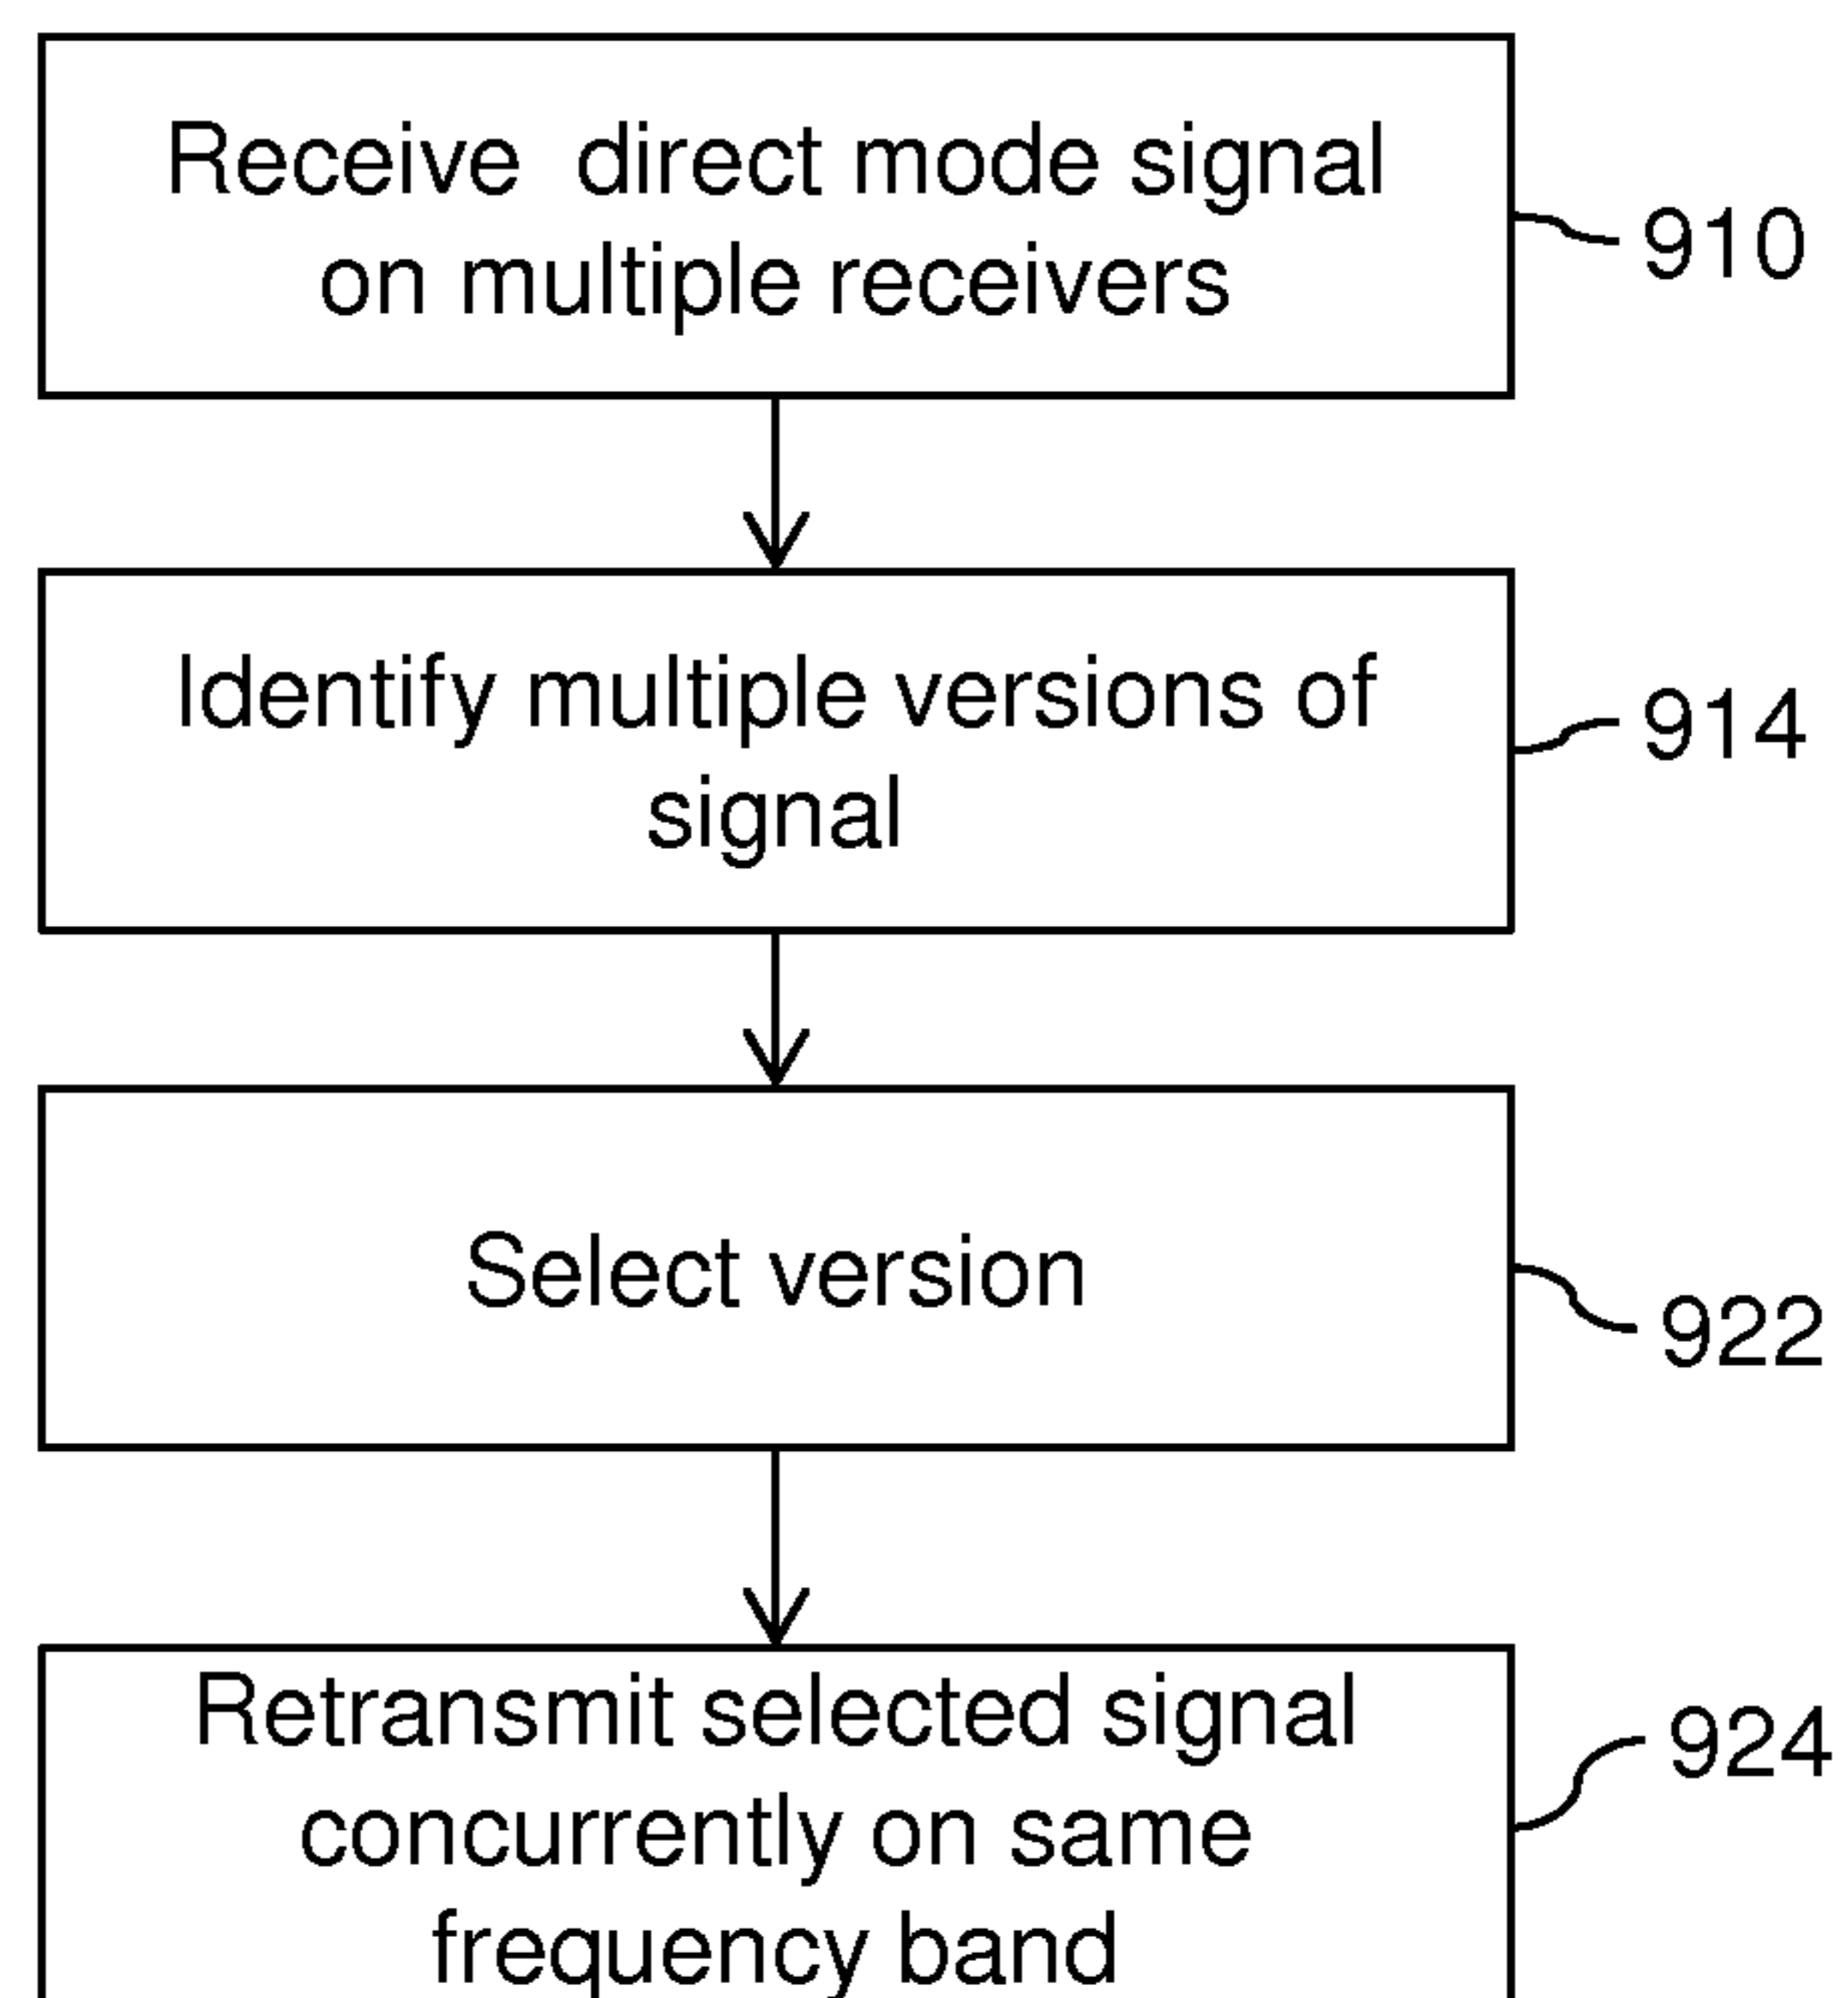 Receive direct mode signal
on multiple receivers
910
Identify multiple versions of
signal
914
Select version
922
Retransmit selected signal
concurrently on same
frequency band
924